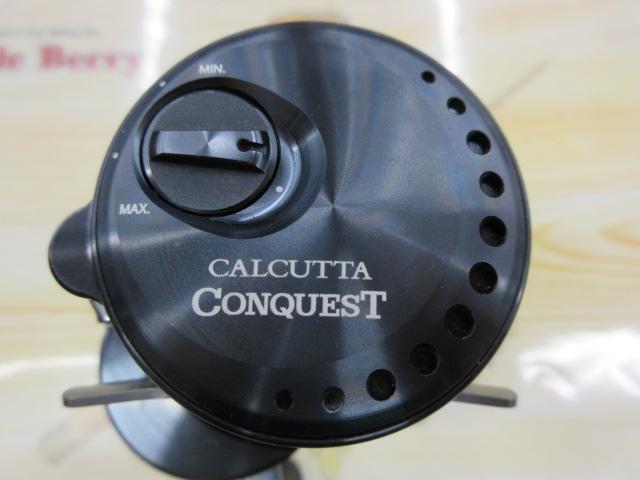 le Berry
MIN.
MAX.
CALCUTTA
CONQUEST